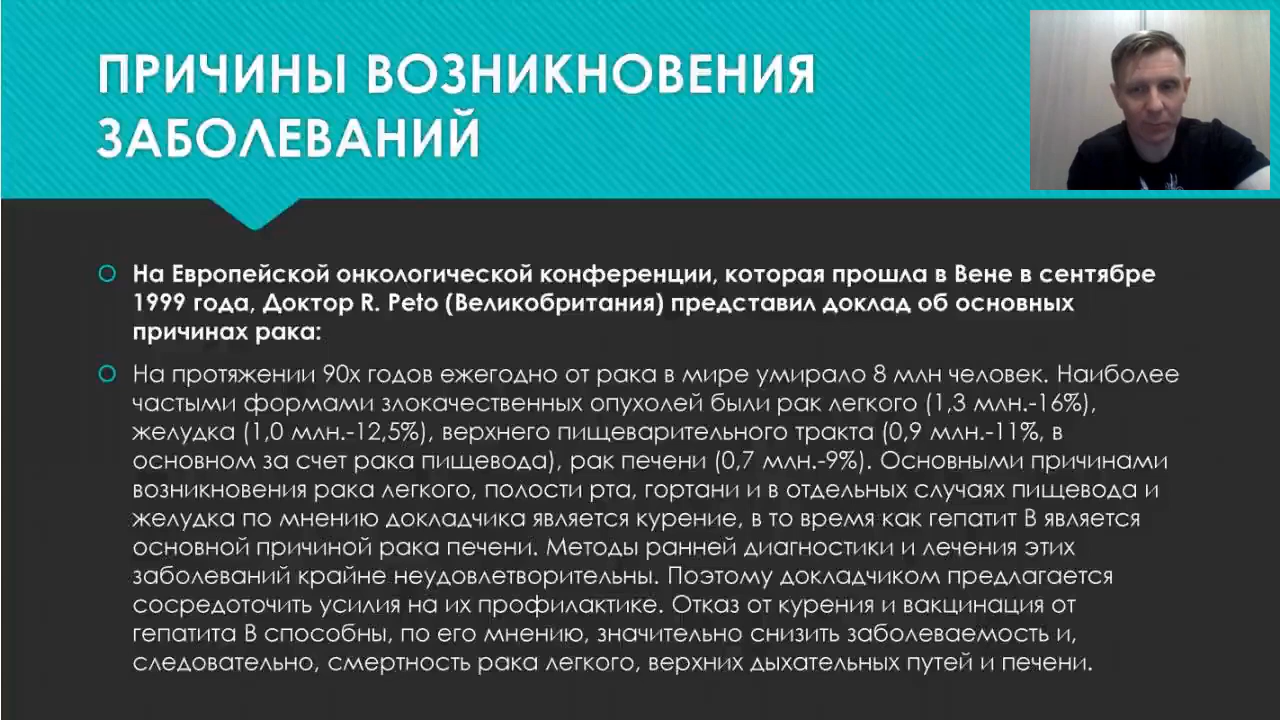 ПРИЧИНЫ ВОЗНИКНОВЕНИЯ
ЗАБОЛЕВАНИЙ
На Европейской онкологической конференции, которая прошла в Вене в сентябре
1999 года, Доктор R. Peto (Великобритания) представил доклад об основных
причинах рака:
На протяжении 90х годов ежегодно от рака в мире умирало 8 млн человек. Наиболее
частыми формами злокачественных опухолей были рак легкого (1,3 млн.-16%),
желудка (1,0 млн.-12,5%), верхнего пищеварительного тракта (0,9 млн.-11%, в
основном за счет рака пищевода), рак печени (0,7 млн.-9%). Основными причинами
возникновения рака легкого, полости рта, гортани и в отдельных случаях пищевода и
желудка по мнению докладчика является курение, в то время как гепатит В является
основной причиной рака печени. Методы ранней диагностики и лечения этих
заболеваний крайне неудовлетворительны. Поэтому докладчиком предлагается
сосредоточить усилия на их профилактике. Отказ от курения и вакцинация от
гепатита В способны, по его мнению, значительно снизить заболеваемость и,
следовательно, смертность рака легкого, верхних дыхательных путей и печени.